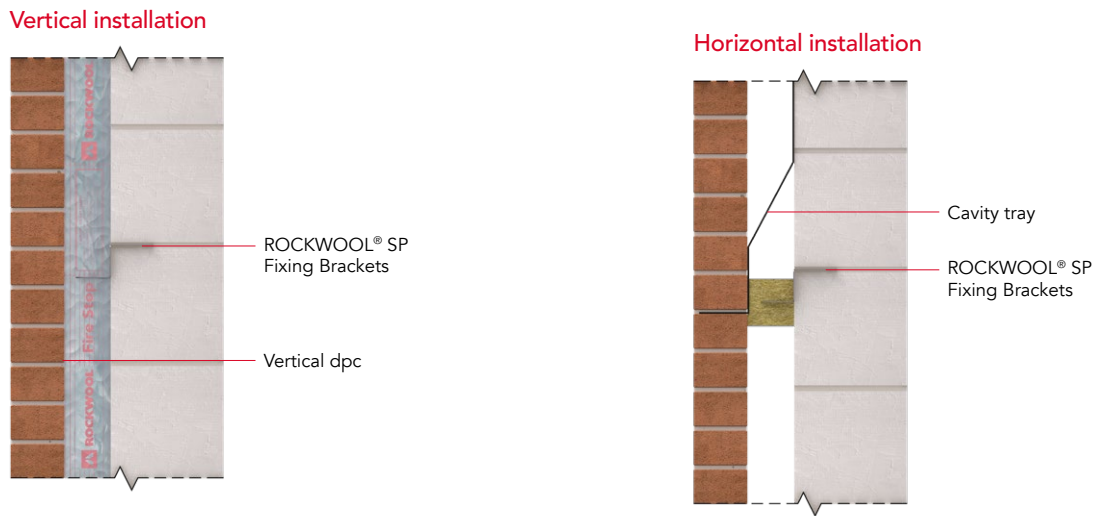 Vertical installation
ROCKWOOL
ROCKWOOL® SP
Fixing Brackets
Vertical dpc
ROCKWOOL - Fire Stop
Horizontal installation
Cavity tray
ROCKWOOL® SP
Fixing Brackets